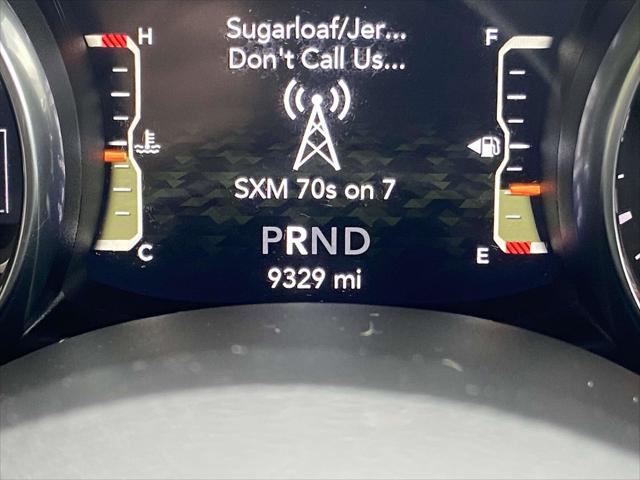 H
Sugarloaf/Jer...
F
Don't Call Us...
SXM 70s on 7
PRND
C
E
9329 mi